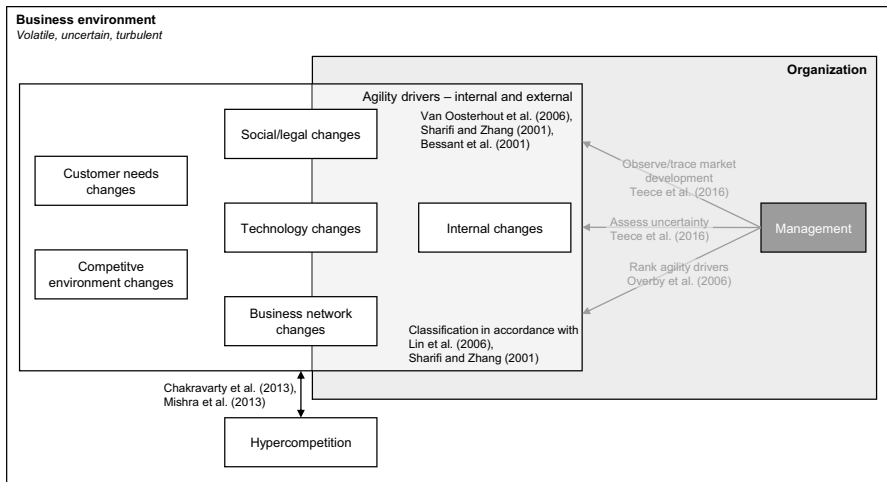 Business environment
Volatile, uncertain, turbulent
Organization
Agility drivers – internal and external
Van Oosterhout et al. (2006),
Sharifi and Zhang (2001),
Bessant et al. (2001)
Social/legal changes
Customer needs
changes
Observe/trace market
development
Teece et al. (2016)
Technology changes
Internal changes
Assess uncertainty
Teece et al. (2016)
Management
Competitve
environment changes
Rank agility drivers
Overby et al. (2006)
Business network
changes
Classification in accordance with
Lin et al. (2006),
Sharifi and Zhang (2001)
Chakravarty et al. (2013),
Mishra et al. (2013)
Hypercompetition